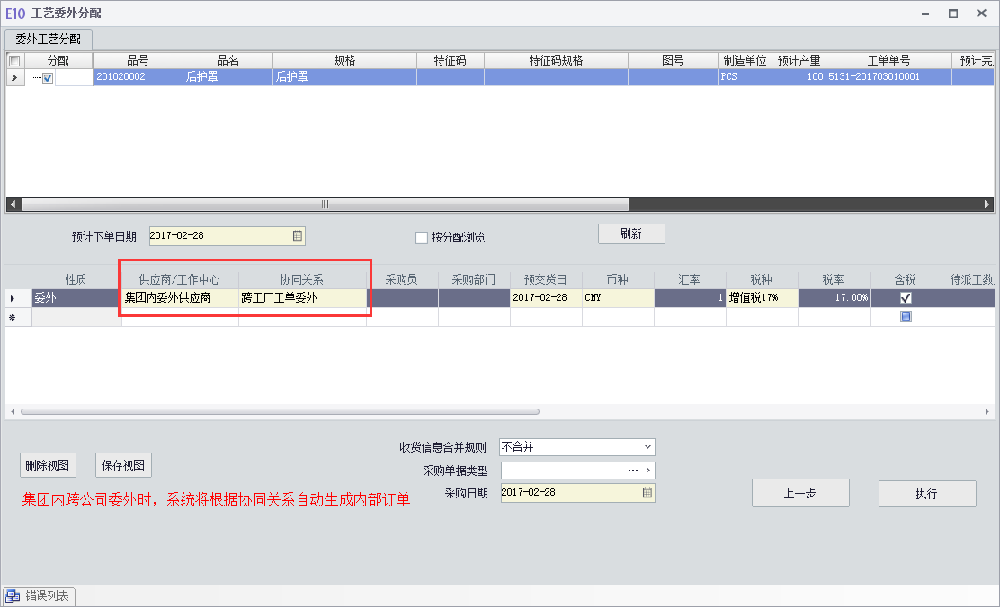 E10 工艺委外分配
委外工艺分配
分配 品号 品名 规格 特征码 特征码规格 图号 制造单位 预计产量 工单单号 预计完
201020002 后护罩 后护罩 PCS 100 5131-201703010001
预计下单日期 2017-02-28 按分配浏览 刷新
性质 供应商/工作中心 协同关系 采购员 采购部门 预交货日 币种 汇率 税种 税率 含税 待派工数
委外 集团内委外供应商 跨工厂工单委外 2017-02-28 CNY 1 增值税17% 17.00%
收货信息合并规则 不合并
删除视图 保存视图 采购单据类型
采购日期 2017-02-28 上一步 执行
集团内跨公司委外时，系统将根据协同关系自动生成内部订单
错误列表